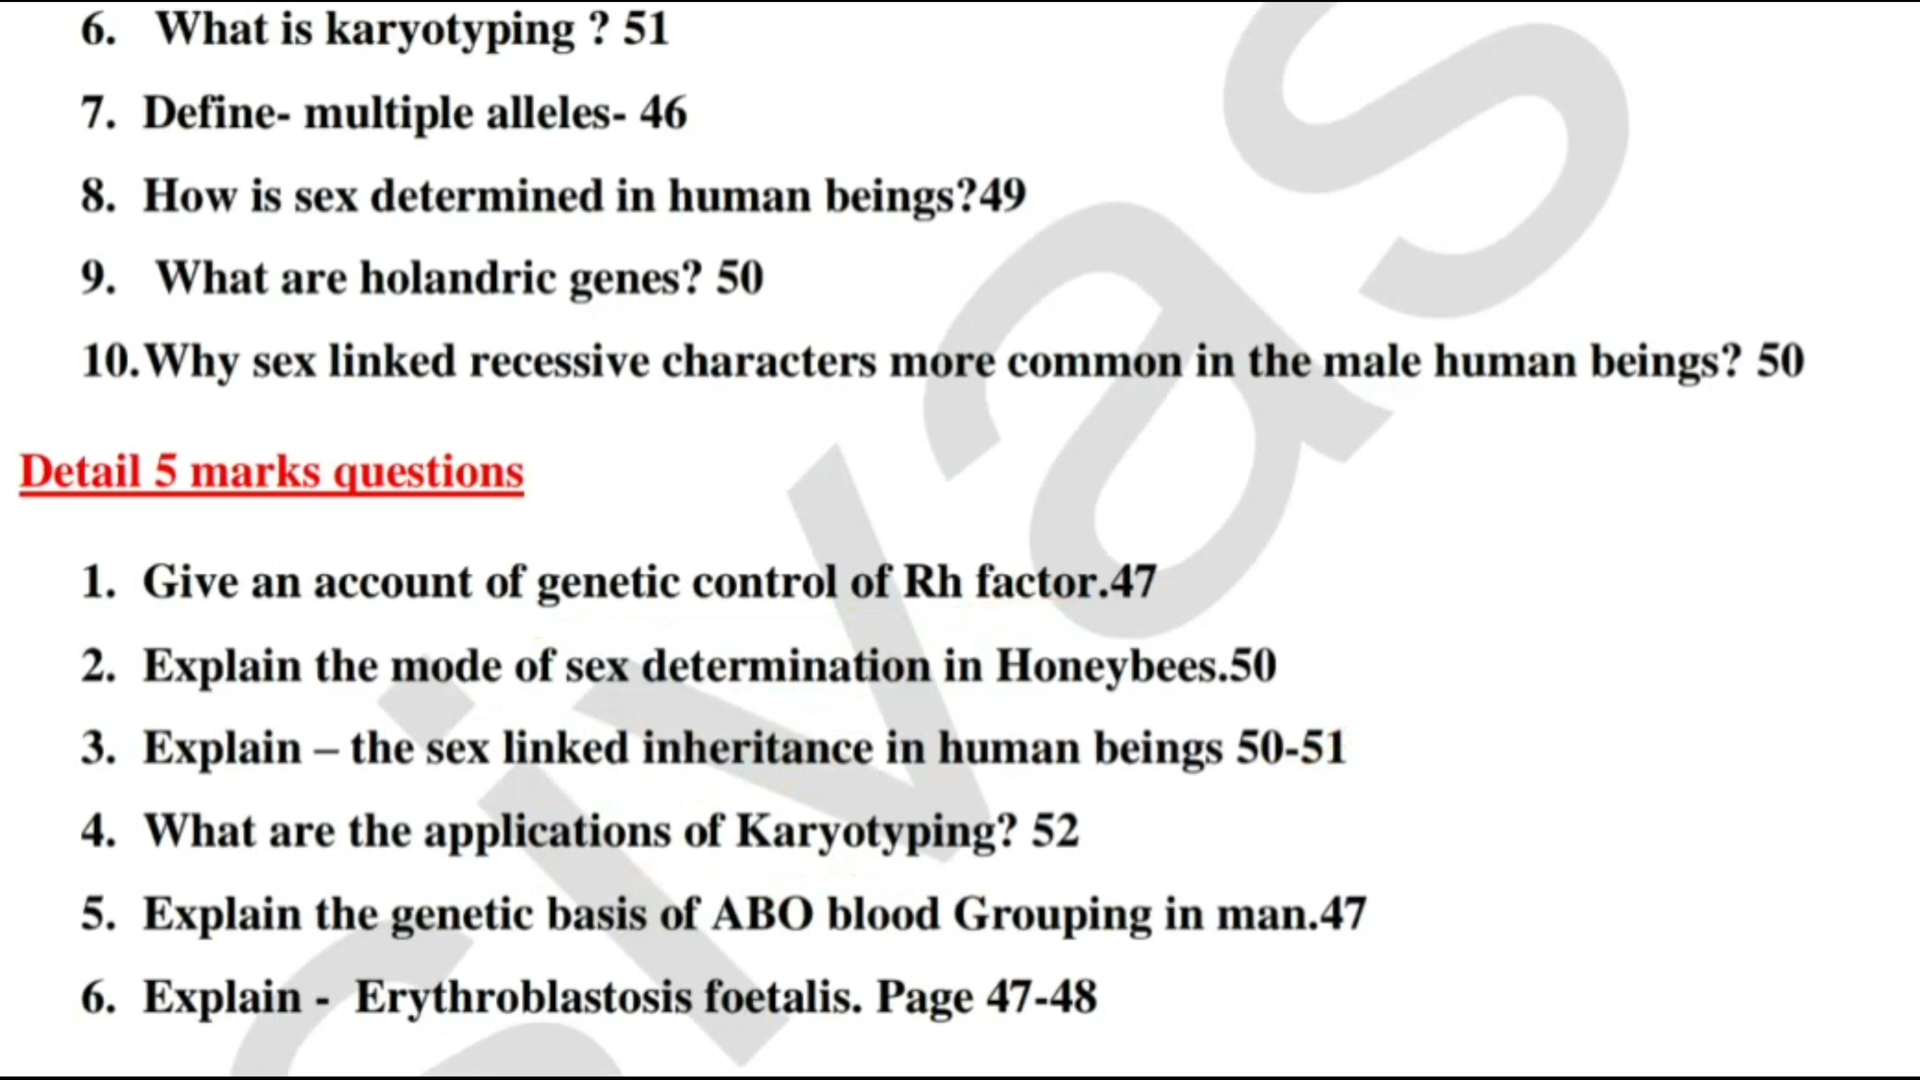 6. What is karyotyping ? 51
7. Define- multiple alleles- 46
8. How is sex determined in human beings?49
9. What are holandric genes? 50
10.Why sex linked recessive characters more common in the male human beings? 50
Detail 5 marks questions
1. Give an account of genetic control of Rh factor.47
2. Explain the mode of sex determination in Honeybees.50
3. Explain – the sex linked inheritance in human beings 50-51
4. What are the applications of Karyotyping? 52
5. Explain the genetic basis of ABO blood Grouping in man.47
6. Explain - Erythroblastosis foetalis. Page 47-48